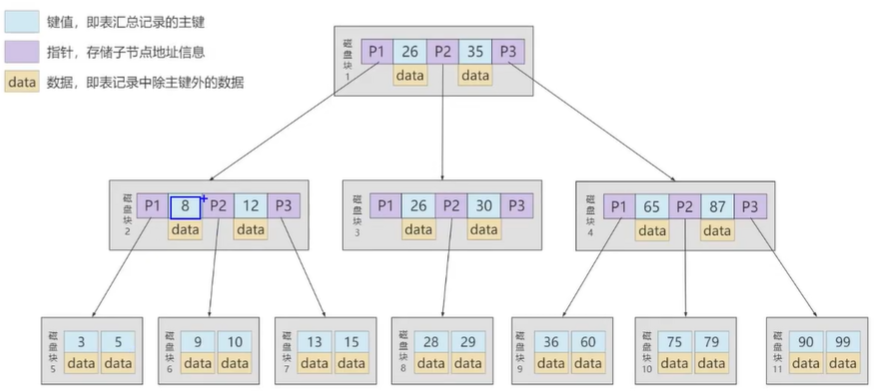 键值，即表汇总记录的主键
指针，存储子节点地址信息
data 数据，即表记录中除主键外的数据
磁盘块1 P1 26 P2 35 P3
data data
磁盘块2 P1 8 P2 12 P3
data data
磁盘块3 P1 26 P2 30 P3
data data
磁盘块4 P1 65 P2 87 P3
data data
磁盘块5 3 5
data data
磁盘块6 9 10
data data
磁盘块7 13 15
data data
磁盘块8 28 29
data data
磁盘块9 36 60
data data
磁盘块10 75 79
data data
磁盘块11 90 99
data data